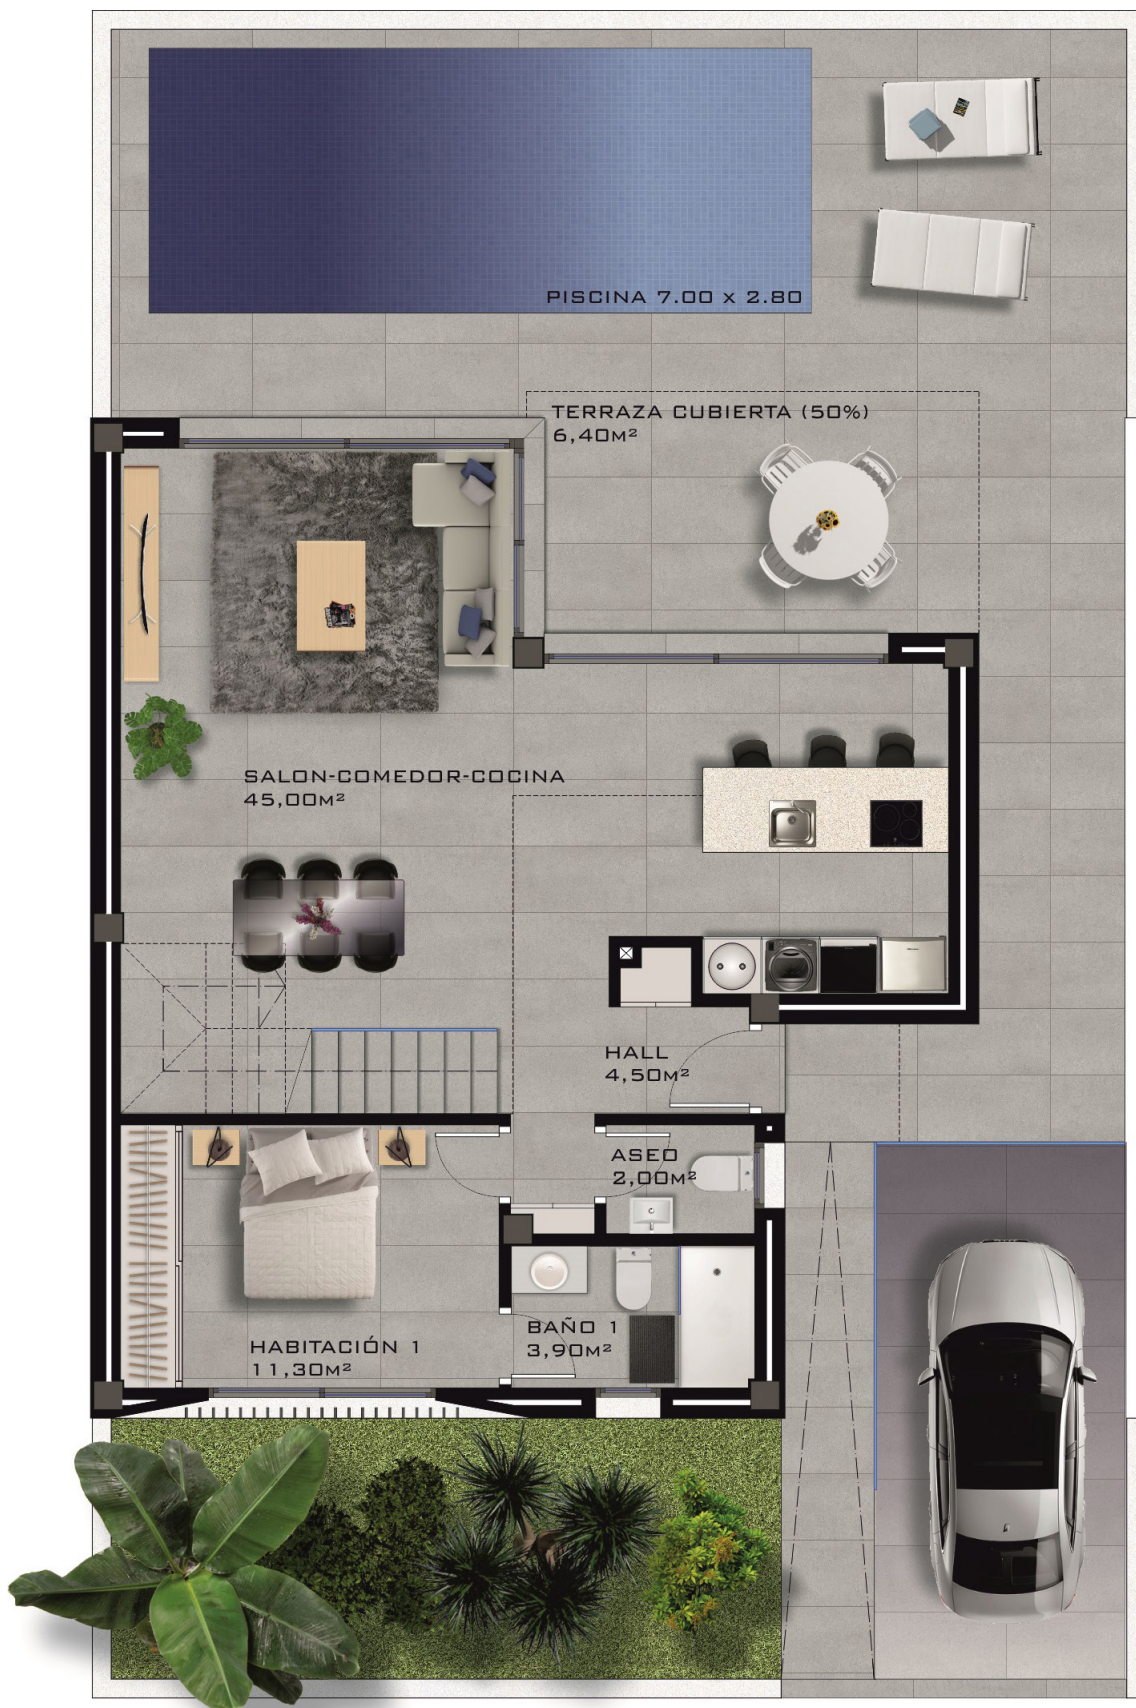 PISCINA 7.00 x 2.80
TERRAZA CUBIERTA (50%)
6,40M²
SALON-COMEDOR-COCINA
45,00M²
HALL
4,50M²
ASEO
2,00M²
BAÑO 1
3,90M²
HABITACIÓN 1
11,30M²